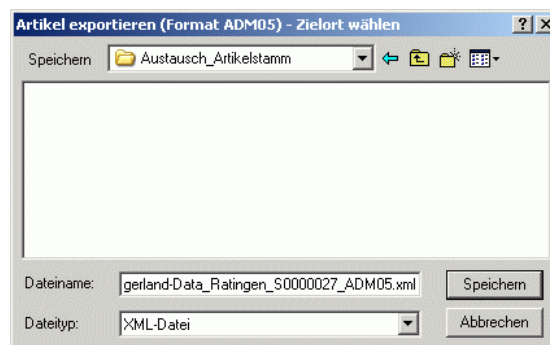 Artikel exportieren (Format ADM05) - Zielort wählen
Speichern Austausch_Artikelstamm
Dateiname: gerland-Data_Ratingen_S0000027_ADM05.xml Speichern
Dateityp: XML-Datei Abbrechen